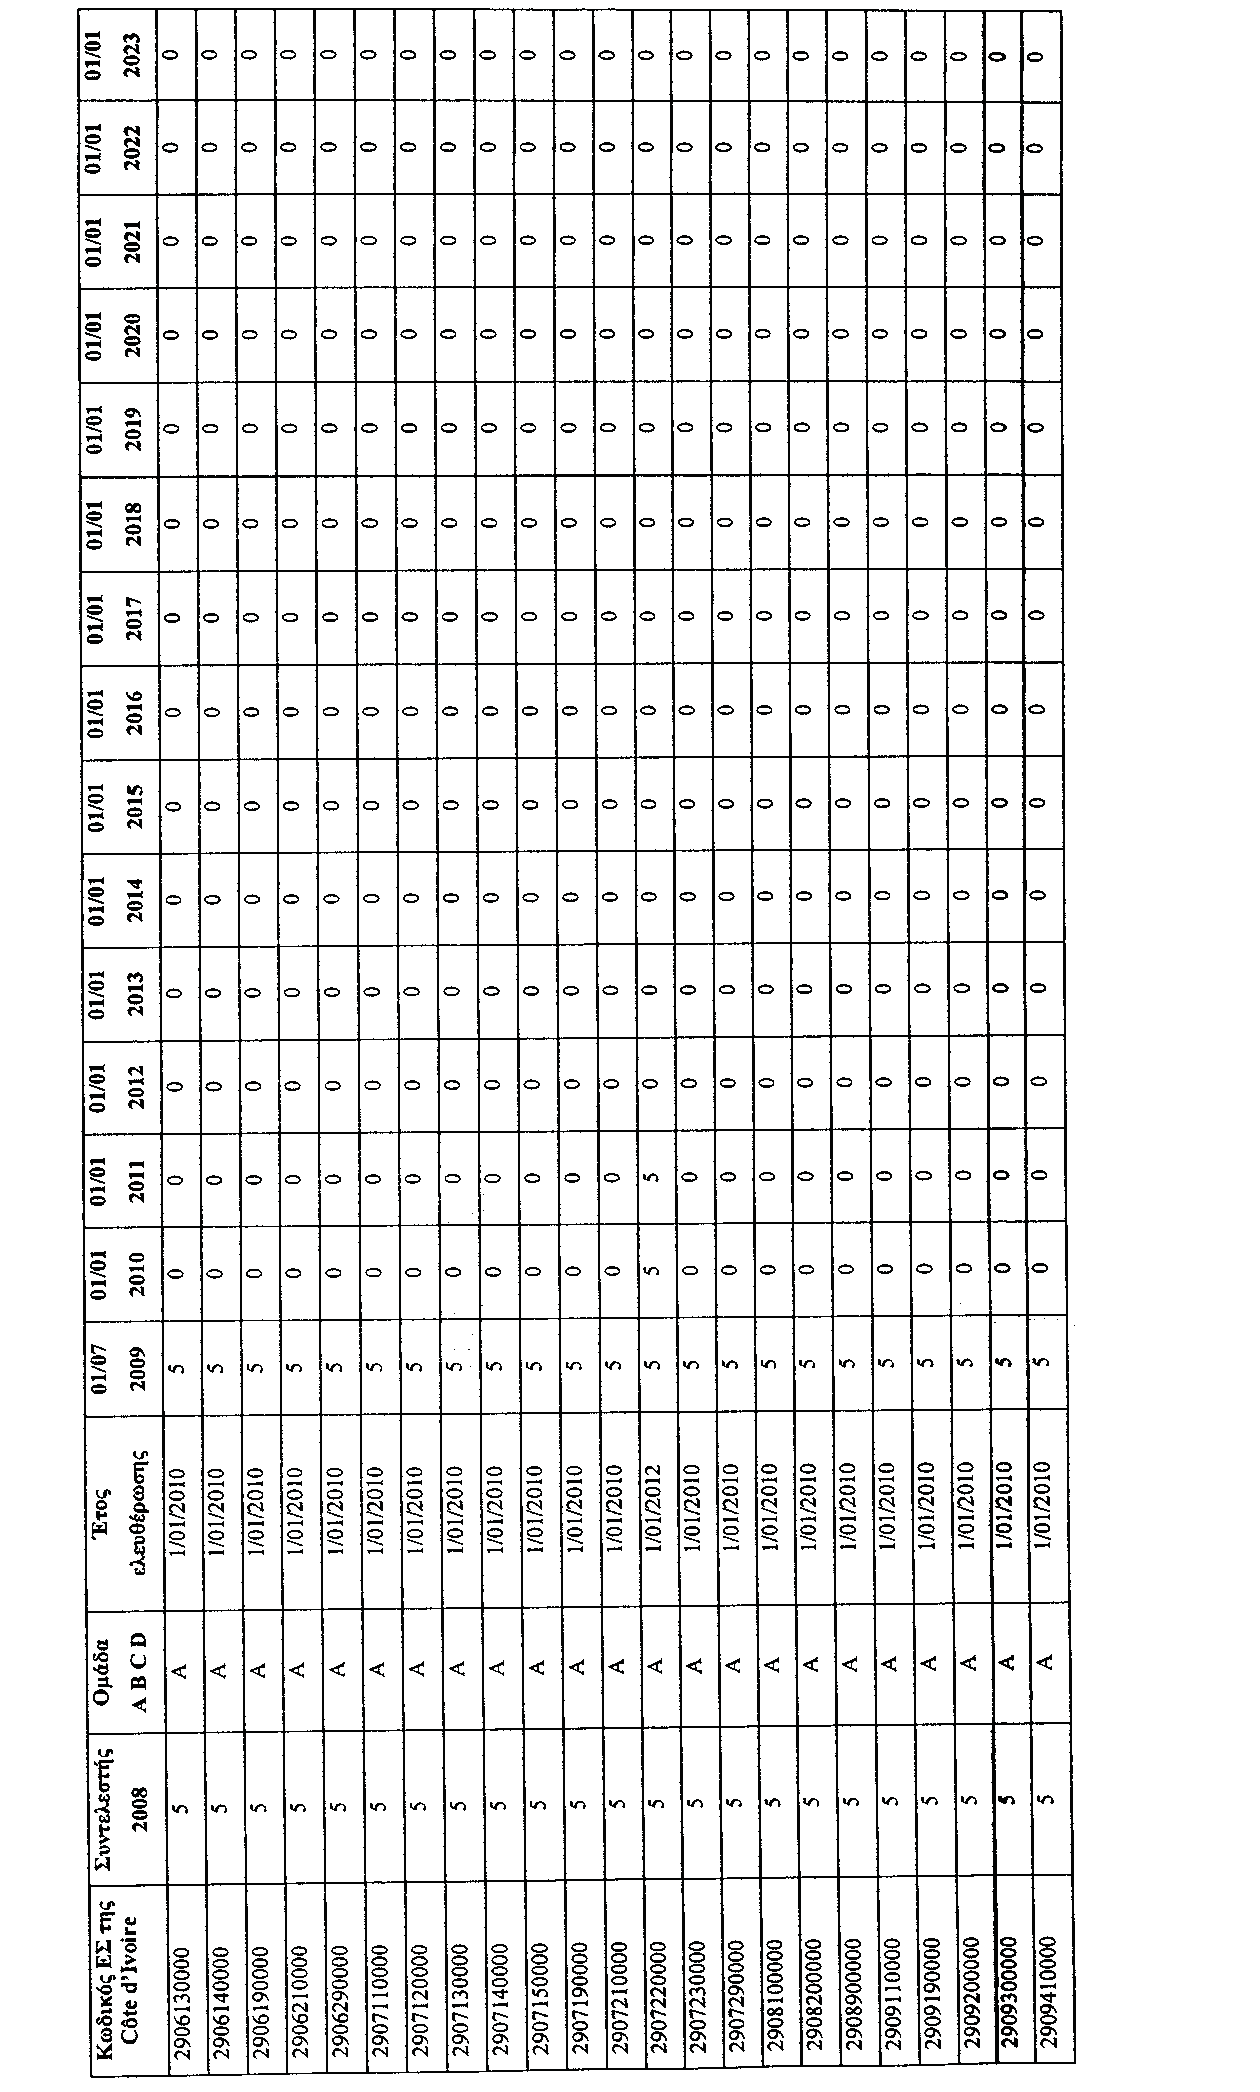 Κωδικός ΕΣ της Côte d'Ivoire Συντελεστής 2008 Ομάδα A B C D Έτος ελευθέρωσης 01/07 2009 01/01 2010 01/01 2011 01/01 2012 01/01 2013 01/01 2014 01/01 2015 01/01 2016 01/01 2017 01/01 2018 01/01 2019 01/01 2020 01/01 2021 01/01 2022 01/01 2023
2906130000 5 A 1/01/2010 5 0 0 0 0 0 0 0 0 0 0 0 0 0 0
2906140000 5 A 1/01/2010 5 0 0 0 0 0 0 0 0 0 0 0 0 0 0
2906190000 5 A 1/01/2010 5 0 0 0 0 0 0 0 0 0 0 0 0 0 0
2906210000 5 A 1/01/2010 5 0 0 0 0 0 0 0 0 0 0 0 0 0 0
2906290000 5 A 1/01/2010 5 0 0 0 0 0 0 0 0 0 0 0 0 0 0
2907110000 5 A 1/01/2010 5 0 0 0 0 0 0 0 0 0 0 0 0 0 0
2907120000 5 A 1/01/2010 5 0 0 0 0 0 0 0 0 0 0 0 0 0 0
2907130000 5 A 1/01/2010 5 0 0 0 0 0 0 0 0 0 0 0 0 0 0
2907140000 5 A 1/01/2010 5 0 0 0 0 0 0 0 0 0 0 0 0 0 0
2907150000 5 A 1/01/2010 5 0 0 0 0 0 0 0 0 0 0 0 0 0 0
2907190000 5 A 1/01/2010 5 0 0 0 0 0 0 0 0 0 0 0 0 0 0
2907210000 5 A 1/01/2010 5 0 0 0 0 0 0 0 0 0 0 0 0 0 0
2907220000 5 A 1/01/2012 5 5 5 0 0 0 0 0 0 0 0 0 0 0 0
2907230000 5 A 1/01/2010 5 0 0 0 0 0 0 0 0 0 0 0 0 0 0
2907290000 5 A 1/01/2010 5 0 0 0 0 0 0 0 0 0 0 0 0 0 0
2908100000 5 A 1/01/2010 5 0 0 0 0 0 0 0 0 0 0 0 0 0 0
2908200000 5 A 1/01/2010 5 0 0 0 0 0 0 0 0 0 0 0 0 0 0
2908900000 5 A 1/01/2010 5 0 0 0 0 0 0 0 0 0 0 0 0 0 0
2909110000 5 A 1/01/2010 5 0 0 0 0 0 0 0 0 0 0 0 0 0 0
2909190000 5 A 1/01/2010 5 0 0 0 0 0 0 0 0 0 0 0 0 0 0
2909200000 5 A 1/01/2010 5 0 0 0 0 0 0 0 0 0 0 0 0 0 0
2909300000 5 A 1/01/2010 5 0 0 0 0 0 0 0 0 0 0 0 0 0 0
2909410000 5 A 1/01/2010 5 0 0 0 0 0 0 0 0 0 0 0 0 0 0